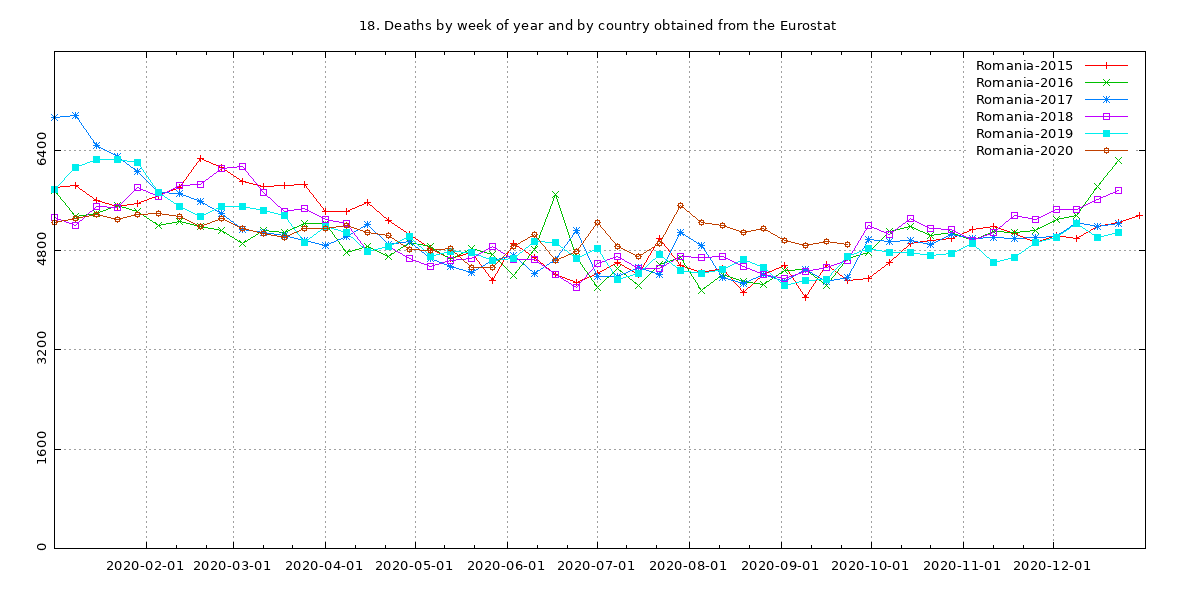 18. Deaths by week of year and by country obtained from the Eurostat
Romania-2015
Romania-2016
Romania-2017
Romania-2018
Romania-2019
Romania-2020
6400
4800
3200
1600
0
2020-02-01 2020-03-01 2020-04-01 2020-05-01 2020-06-01 2020-07-01 2020-08-01 2020-09-01 2020-10-01 2020-11-01 2020-12-01